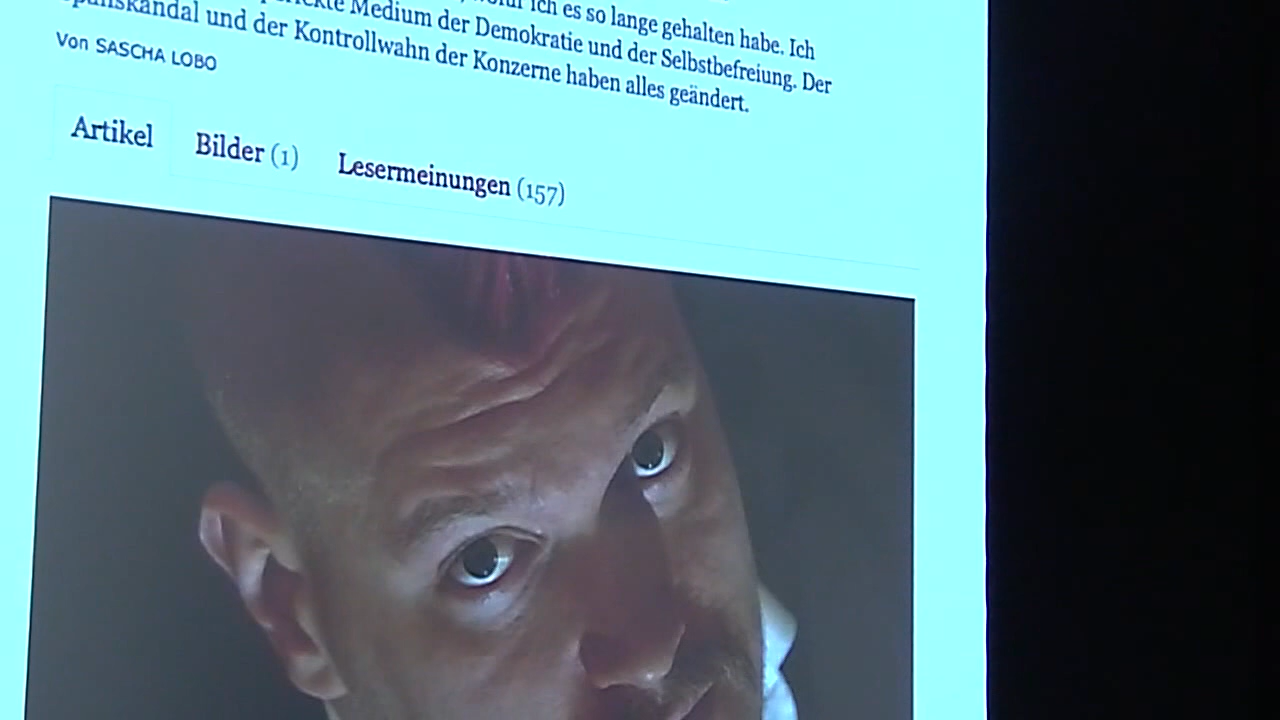 ich es so lange gehalten habe. Ich
Medium der Demokratie und der Selbstbefreiung. Der
und der Kontrollwahn der Konzerne haben alles geändert.
Von SASCHA LOBO
Artikel Bilder (1) Lesermeinungen (157)